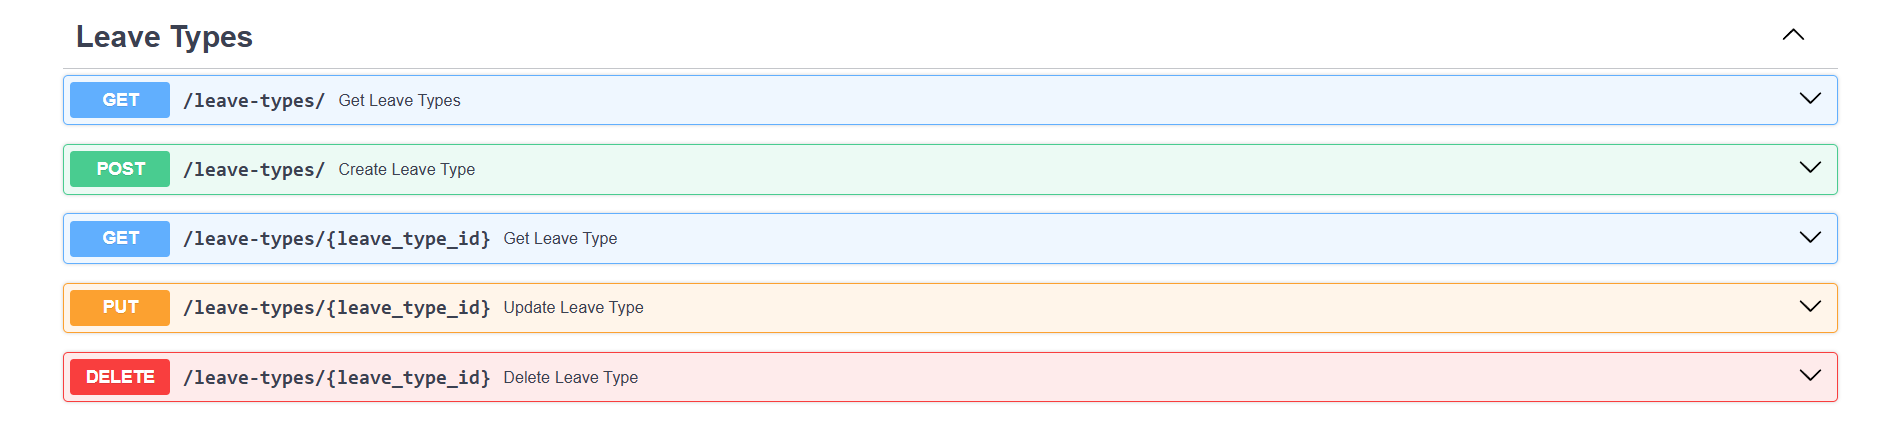 Leave Types
GET /leave-types/ Get Leave Types
POST /leave-types/ Create Leave Type
GET /leave-types/{leave_type_id} Get Leave Type
PUT /leave-types/{leave_type_id} Update Leave Type
DELETE /leave-types/{leave_type_id} Delete Leave Type